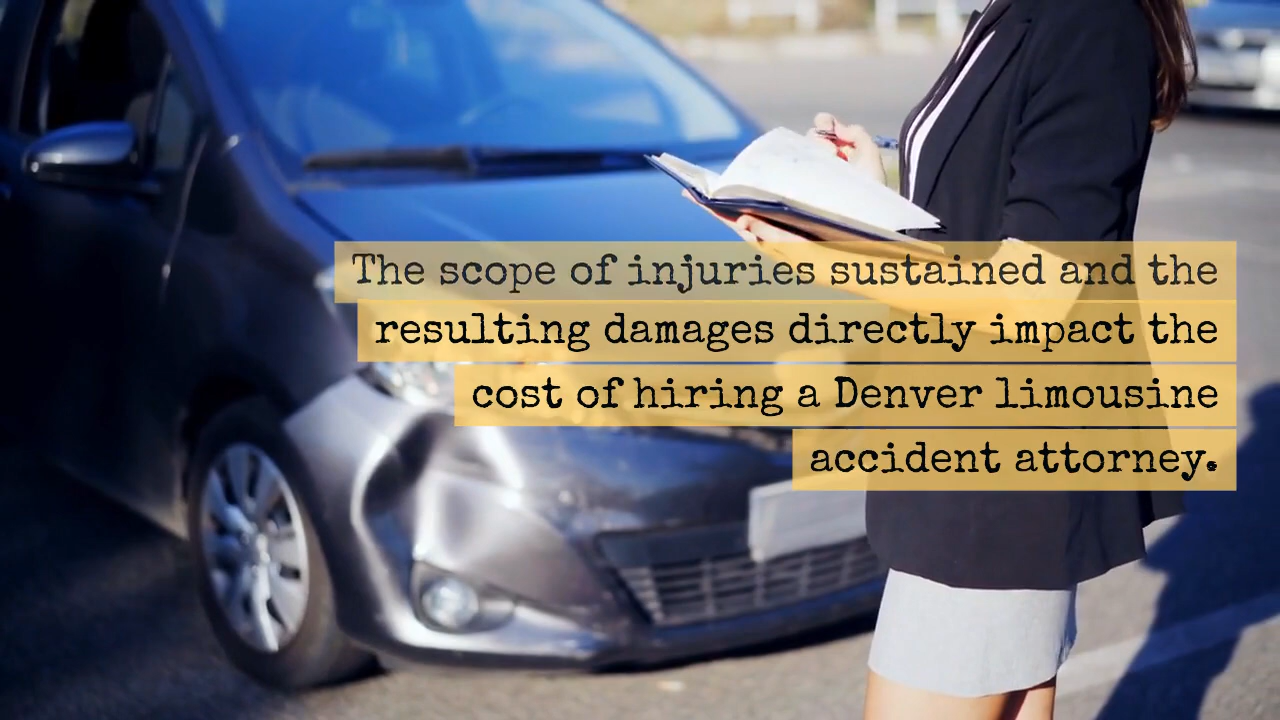 The scope of injuries sustained and the
resulting damages directly impact the
cost of hiring a Denver limousine
accident attorney.